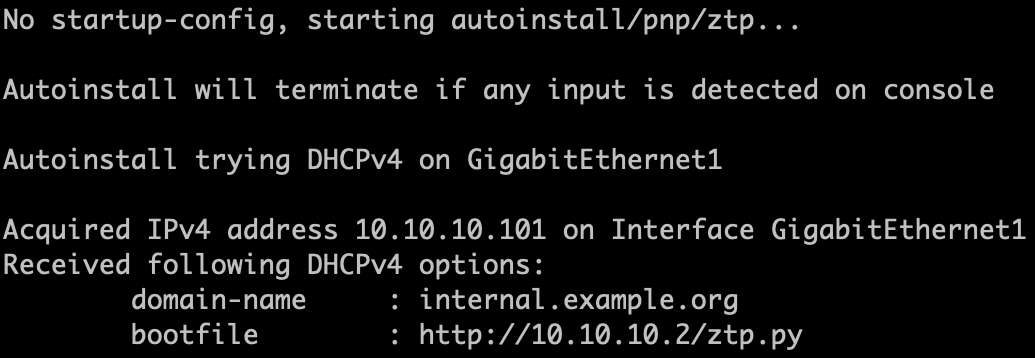 No startup-config, starting autoinstall/pnp/ztp...
Autoinstall will terminate if any input is detected on console
Autoinstall trying DHCPv4 on GigabitEthernet1
Acquired IPv4 address 10.10.10.101 on Interface GigabitEthernet1
Received following DHCPv4 options:
domain-name : internal.example.org
bootfile : http://10.10.10.2/ztp.py